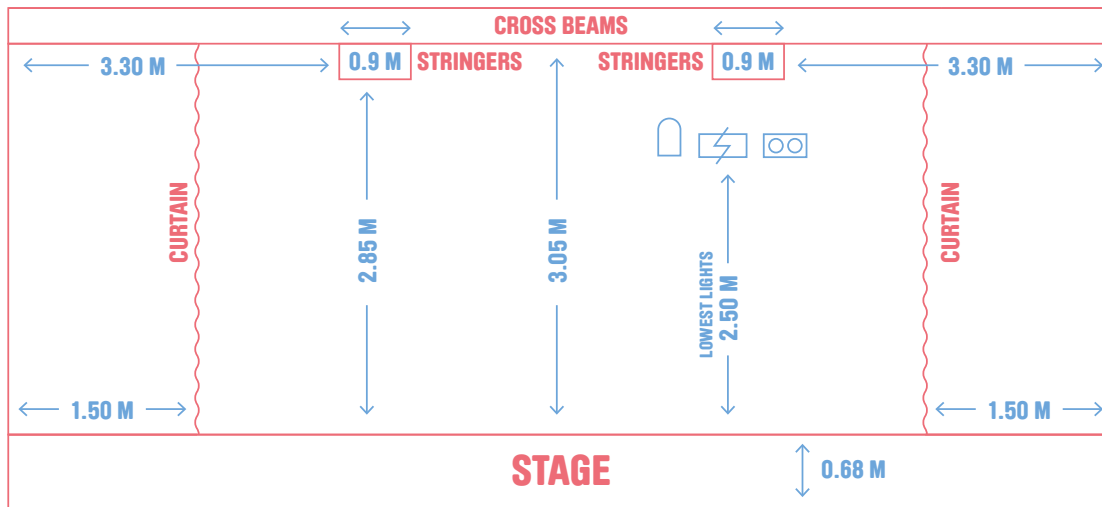 CROSS BEAMS
3.30 M
0.9 M
STRINGERS
STRINGERS
0.9 M
3.30 M
CURTAIN
2.85 M
3.05 M
LOWEST LIGHTS
2.50 M
CURTAIN
1.50 M
1.50 M
STAGE
0.68 M